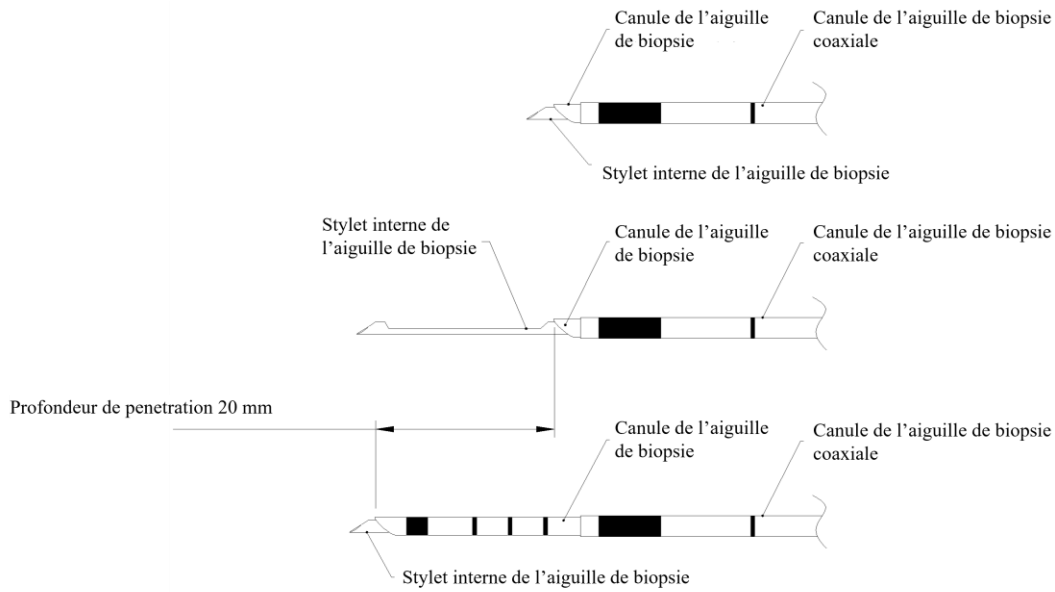 Canule de l’aiguille
de biopsie
Canule de l’aiguille de biopsie
coaxiale
Stylet interne de l’aiguille de biopsie
Stylet interne de
l’aiguille de biopsie
Canule de l’aiguille
de biopsie
Canule de l’aiguille de biopsie
coaxiale
Profondeur de penetration 20 mm
Canule de l’aiguille
de biopsie
Canule de l’aiguille de biopsie
coaxiale
Stylet interne de l’aiguille de biopsie